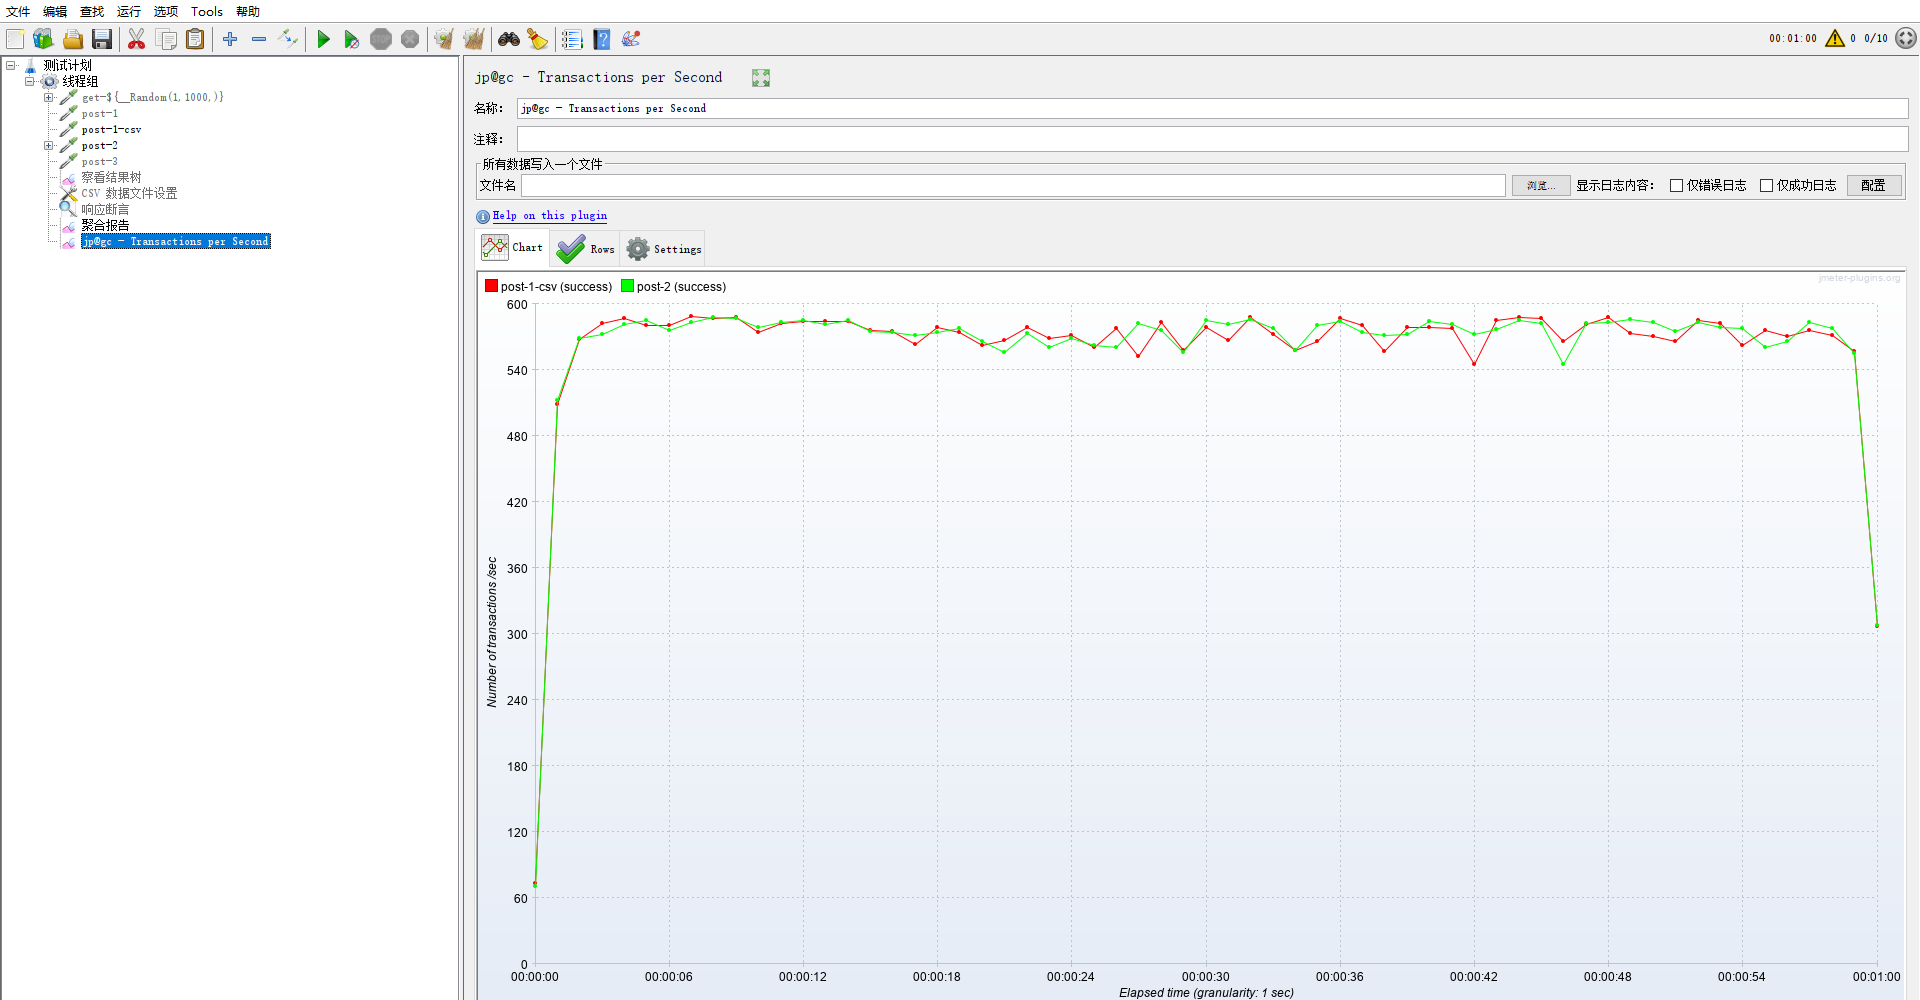 文件 编辑 查找 运行 选项 Tools 帮助
STOP
00:01:00 0 0/10
测试计划
线程组
get-${__Random(1,1000,)}
post-1
post-1-csv
post-2
post-3
察看结果树
CSV 数据文件设置
响应断言
聚合报告
jp@gc - Transactions per Second
jp@gc - Transactions per Second
名称: jp@gc - Transactions per Second
注释:
所有数据写入一个文件
文件名 浏览... 显示日志内容: 仅错误日志 仅成功日志 配置
Help on this plugin
Chart Rows Settings
jmeter-plugins.org
post-1-csv (success) post-2 (success)
600
540
480
420
360
300
240
180
120
60
0
Number of transactions /sec
00:00:00 00:00:06 00:00:12 00:00:18 00:00:24 00:00:30 00:00:36 00:00:42 00:00:48 00:00:54 00:01:00
Elapsed time (granularity: 1 sec)